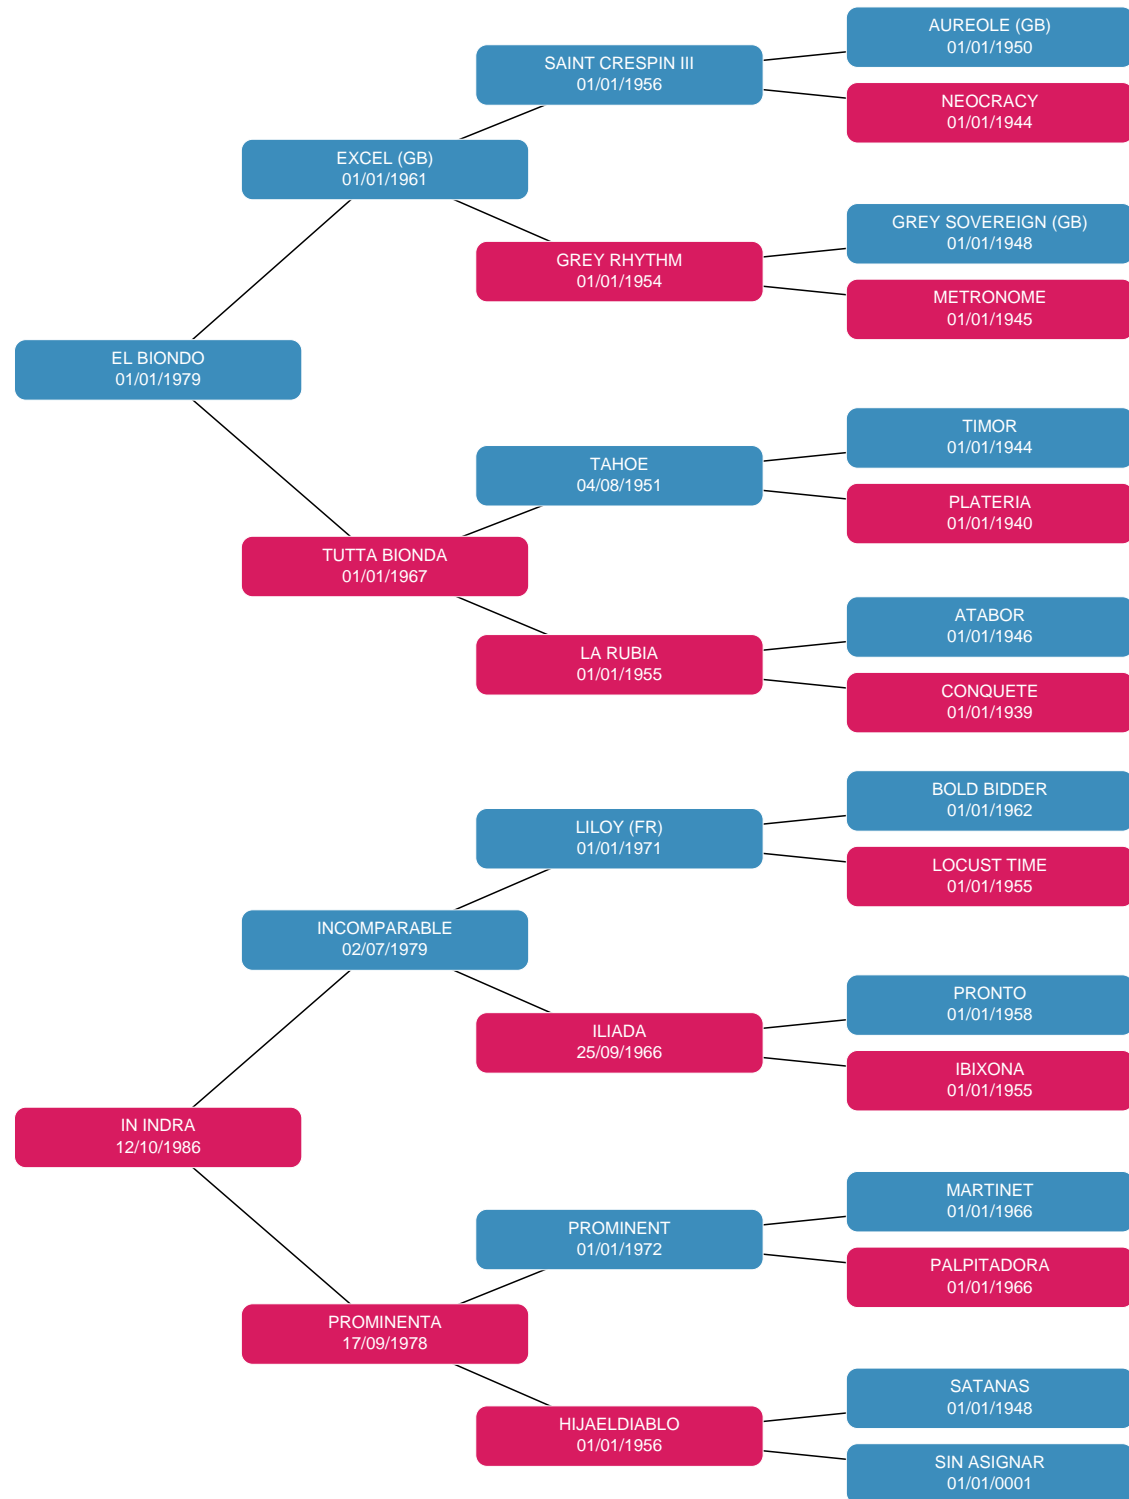 AUREOLE (GB)
01/01/1950
SAINT CRESPIN III
01/01/1956
NEOCRACY
01/01/1944
EXCEL (GB)
01/01/1961
GREY SOVEREIGN (GB)
01/01/1948
GREY RHYTHM
01/01/1954
METRONOME
01/01/1945
EL BIONDO
01/01/1979
TIMOR
01/01/1944
TAHOE
04/08/1951
PLATERIA
01/01/1940
TUTTA BIONDA
01/01/1967
ATABOR
01/01/1946
LA RUBIA
01/01/1955
CONQUETE
01/01/1939
BOLD BIDDER
01/01/1962
LILOY (FR)
01/01/1971
LOCUST TIME
01/01/1955
INCOMPARABLE
02/07/1979
PRONTO
01/01/1958
ILIADA
25/09/1966
IBIXONA
01/01/1955
IN INDRA
12/10/1986
MARTINET
01/01/1966
PROMINENT
01/01/1972
PALPITADORA
01/01/1966
PROMINENTA
17/09/1978
SATANAS
01/01/1948
HIJAELDIABLO
01/01/1956
SIN ASIGNAR
01/01/0001